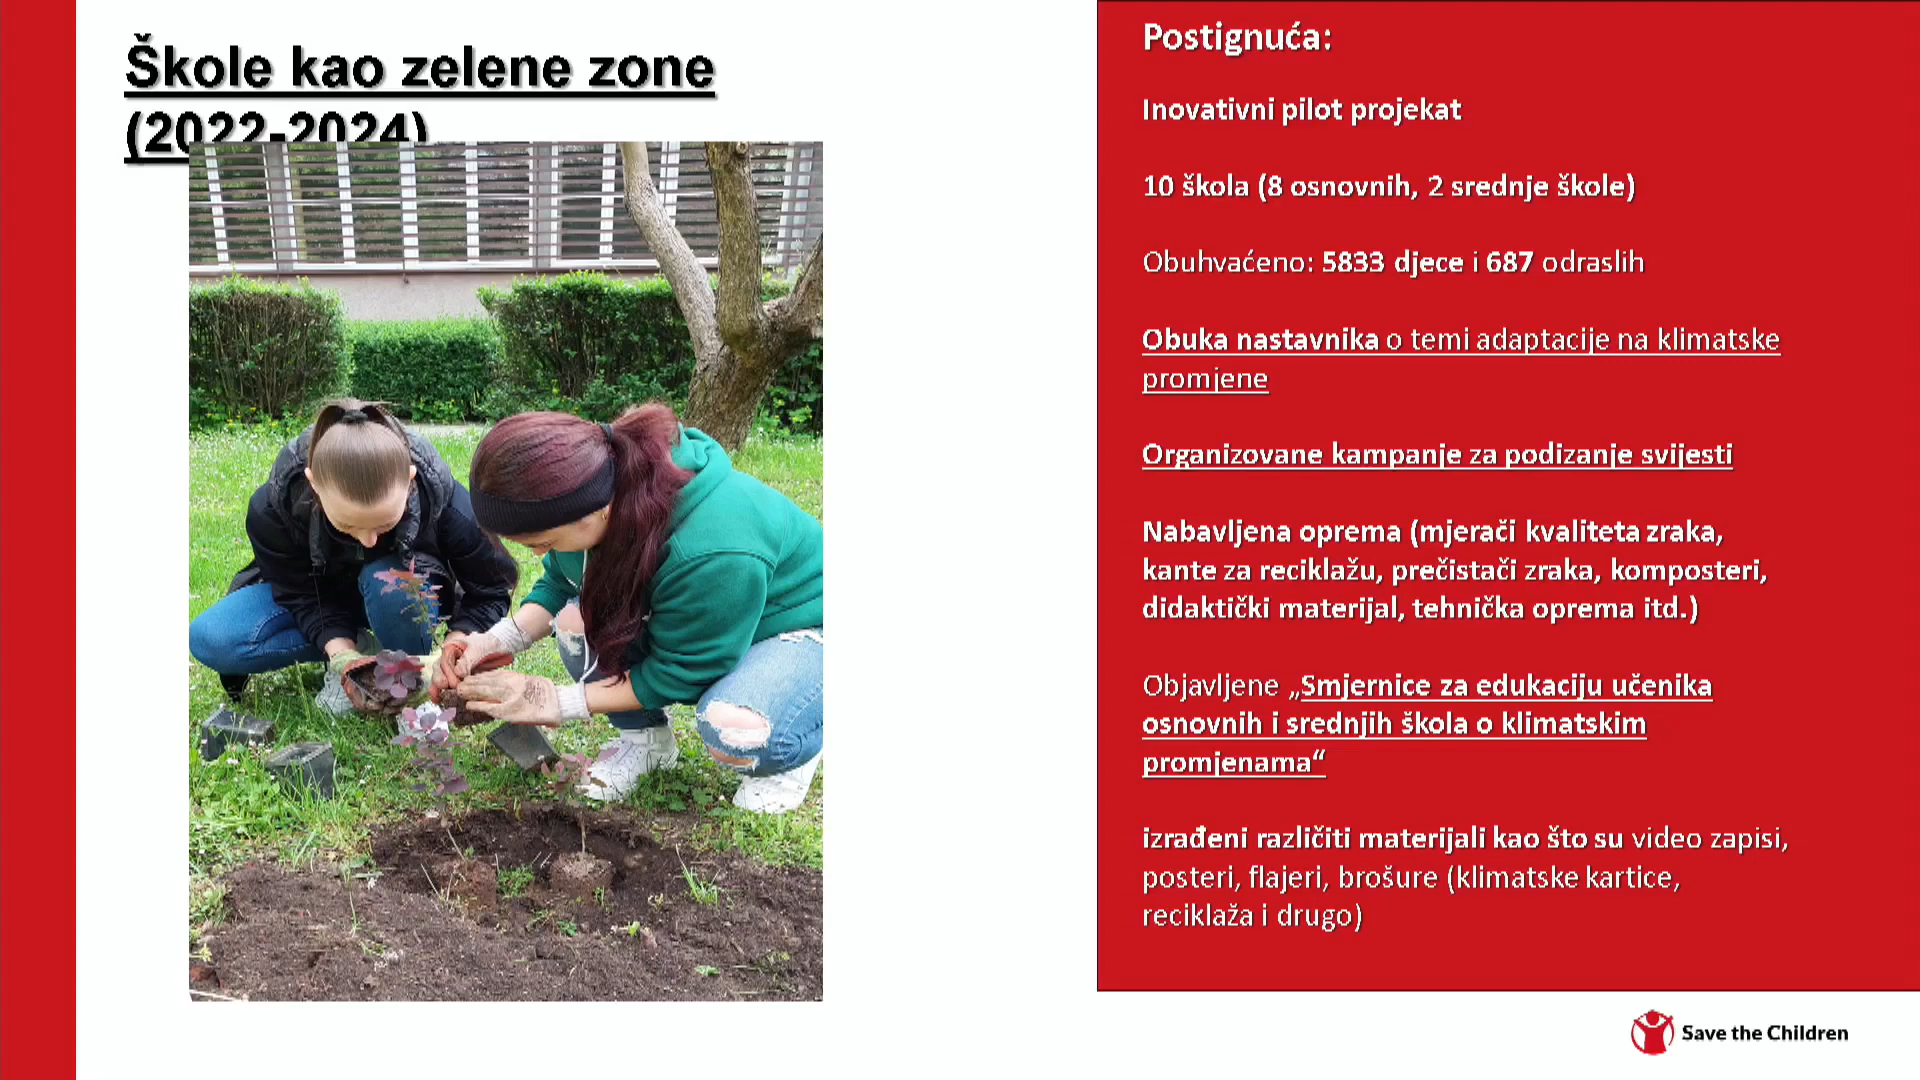 Škole kao zelene zone
(2022-2024)
Postignuća:
Inovativni pilot projekat
10 škola (8 osnovnih, 2 srednje škole)
Obuhvaćeno: 5833 djece i 687 odraslih
Obuka nastavnika o temi adaptacije na klimatske
promjene
Organizovane kampanje za podizanje svijesti
Nabavljena oprema (mjerači kvaliteta zraka,
kante za reciklažu, prečistači zraka, komposteri,
didaktički materijal, tehnička oprema itd.)
Objavljene „Smjernice za edukaciju učenika
osnovnih i srednjih škola o klimatskim
promjenama“
izrađeni različiti materijali kao što su video zapisi,
posteri, flajeri, brošure (klimatske kartice,
reciklaža i drugo)
Save the Children